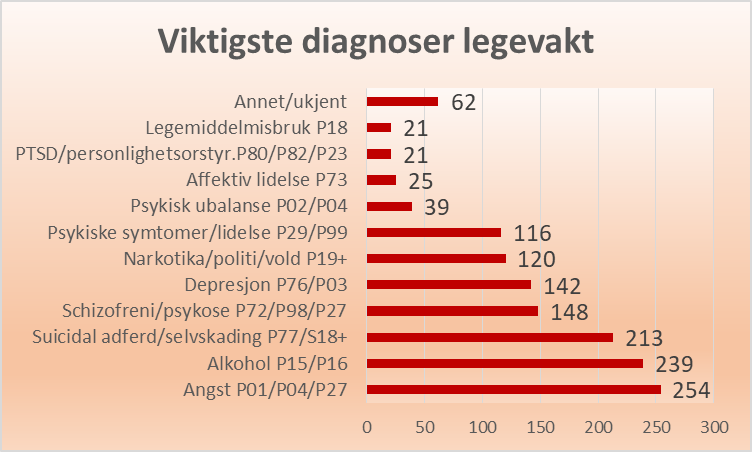 Viktigste diagnoser legevakt
Annet/ukjent 62
Legemiddelmisbruk P18 21
PTSD/personlighetsorstyr.P80/P82/P23 21
Affektiv lidelse P73 25
Psykisk ubalanse P02/P04 39
Psykiske symtomer/lidelse P29/P99 116
Narkotika/politi/vold P19+ 120
Depresjon P76/P03 142
Schizofreni/psykose P72/P98/P27 148
Suicidal adferd/selvskading P77/S18+ 213
Alkohol P15/P16 239
Angst P01/P04/P27 254
0 50 100 150 200 250 300